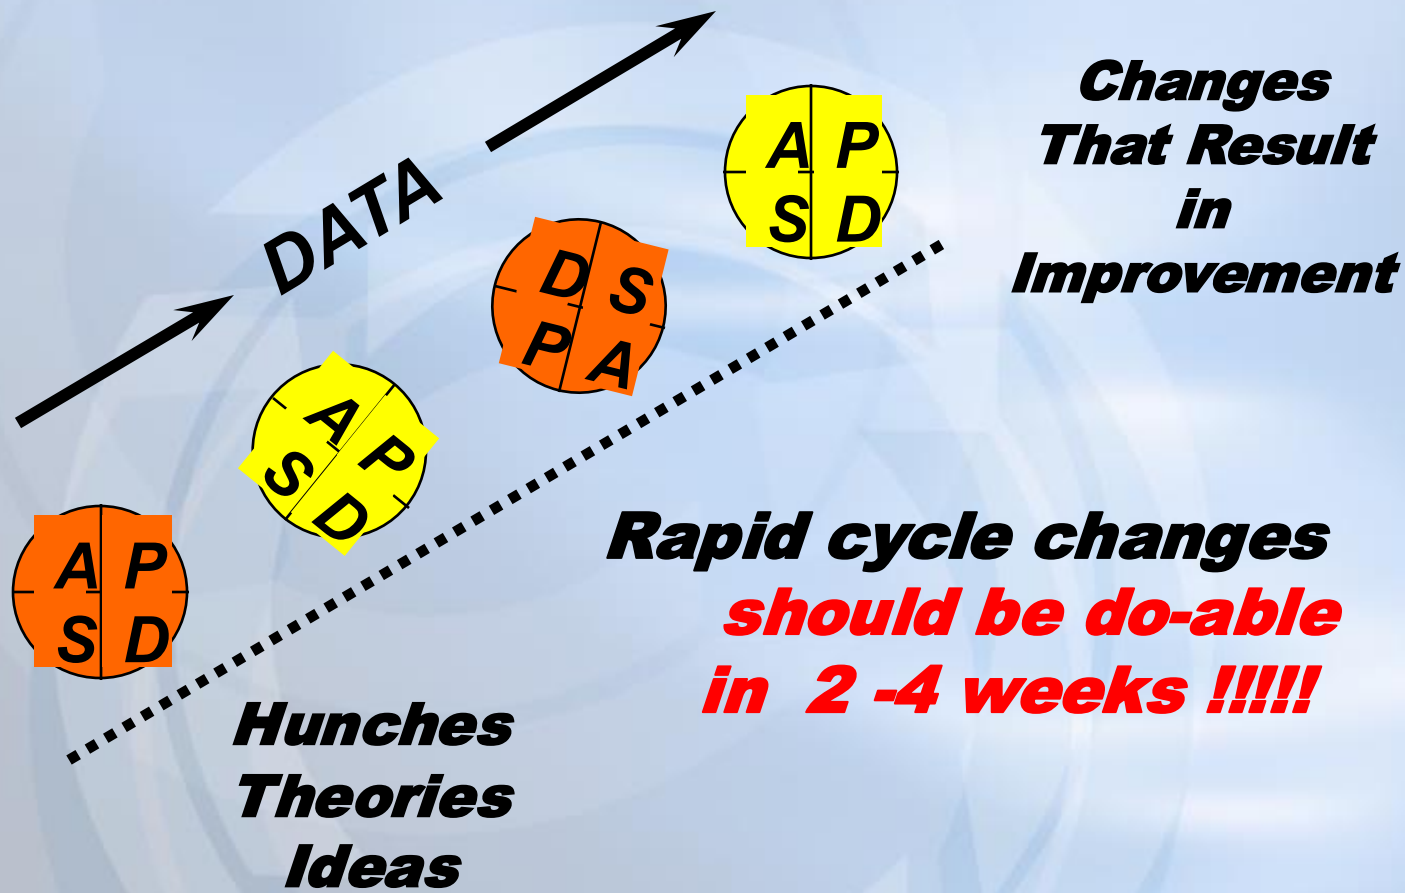 DATA
A P
S D
A P
S D
D S
P A
A P
S D
Changes
That Result
in
Improvement
Rapid cycle changes
should be do-able
in 2 -4 weeks !!!!!
Hunches
Theories
Ideas